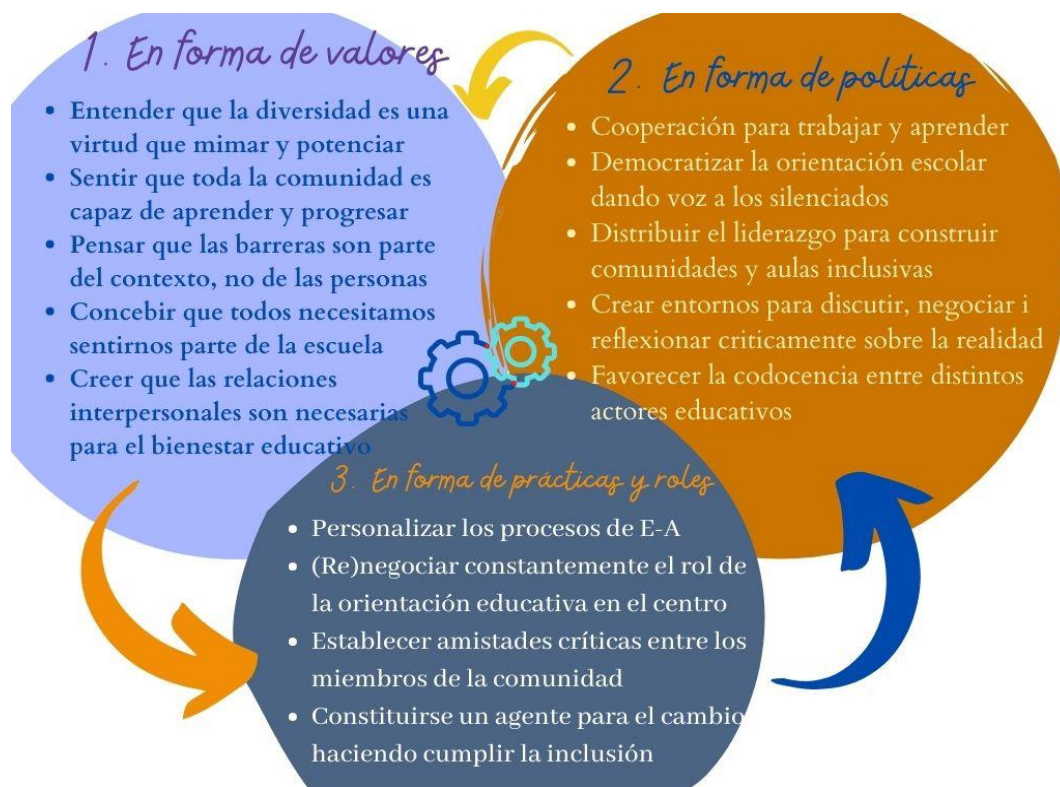 1. En forma de valores
• Entender que la diversidad es una
virtud que mimar y potenciar
• Sentir que toda la comunidad es
capaz de aprender y progresar
• Pensar que las barreras son parte
del contexto, no de las personas
• Concebir que todos necesitamos
sentirnos parte de la escuela
• Creer que las relaciones
interpersonales son necesarias
para el bienestar educativo
2. En forma de políticas
• Cooperación para trabajar y aprender
• Democratizar la orientación escolar
dando voz a los silenciados
• Distribuir el liderazgo para construir
comunidades y aulas inclusivas
• Crear entornos para discutir, negociar i
reflexionar criticamente sobre la realidad
• Favorecer la codocencia entre distintos
actores educativos
3. En forma de prácticas y roles
• Personalizar los procesos de E-A
• (Re)negociar constantemente el rol de
la orientación educativa en el centro
• Establecer amistades críticas entre los
miembros de la comunidad
• Constituirse un agente para el cambio
haciendo cumplir la inclusión